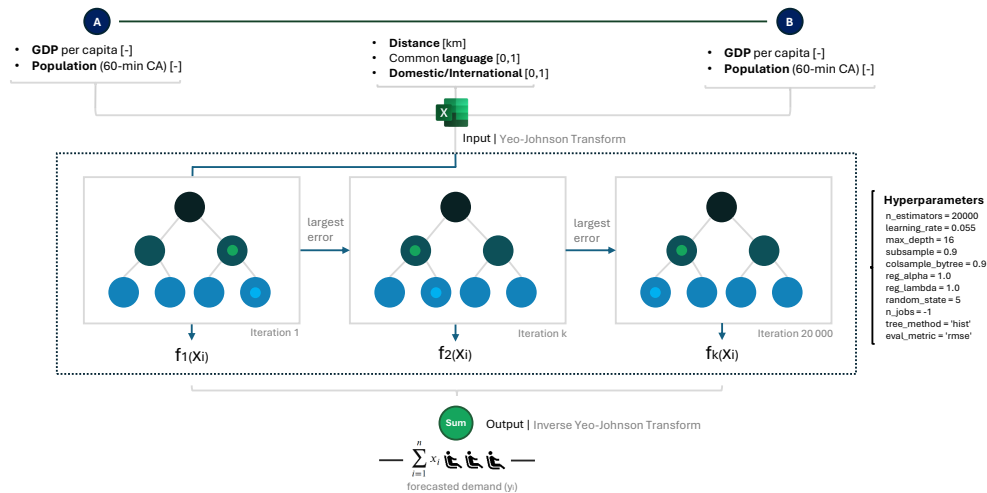 A
B
• GDP per capita [-]
• Population (60-min CA) [-]
• Distance [km]
• Common language [0,1]
• Domestic/International [0,1]
• GDP per capita [-]
• Population (60-min CA) [-]
X
Input | Yeo-Johnson Transform
largest
error
largest
error
Iteration 1
Iteration k
Iteration 20 000
f1(Xi)
f2(Xi)
fk(Xi)
Hyperparameters
n_estimators = 20000
learning_rate = 0.055
max_depth = 16
subsample = 0.9
colsample_bytree = 0.9
reg_alpha = 1.0
reg_lambda = 1.0
random_state = 5
n_jobs = -1
tree_method = 'hist'
eval_metric = 'rmse'
Sum
Output | Inverse Yeo-Johnson Transform
n
∑ xi
i=1
forecasted demand (yi)